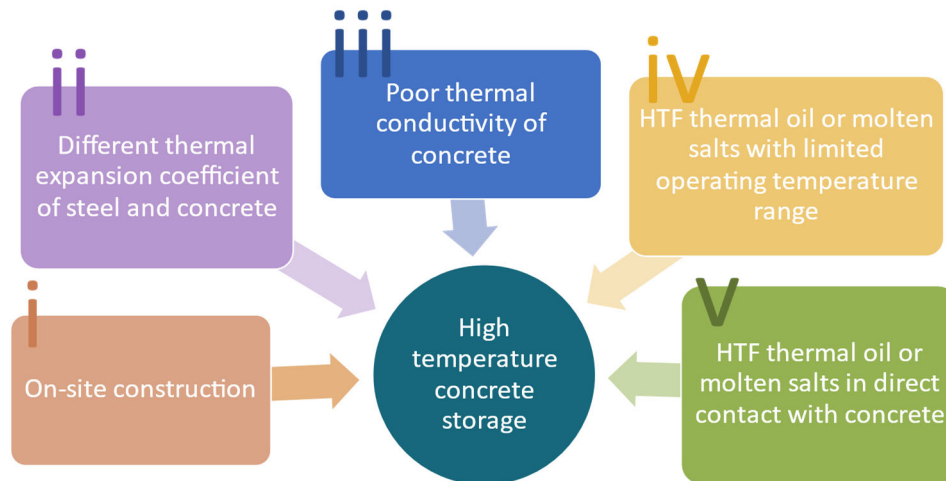 i
On-site construction
ii
Different thermal
expansion coefficient
of steel and concrete
iii
Poor thermal
conductivity of
concrete
iv
HTF thermal oil or molten
salts with limited
operating temperature
range
v
HTF thermal oil or
molten salts in direct
contact with concrete
High
temperature
concrete
storage